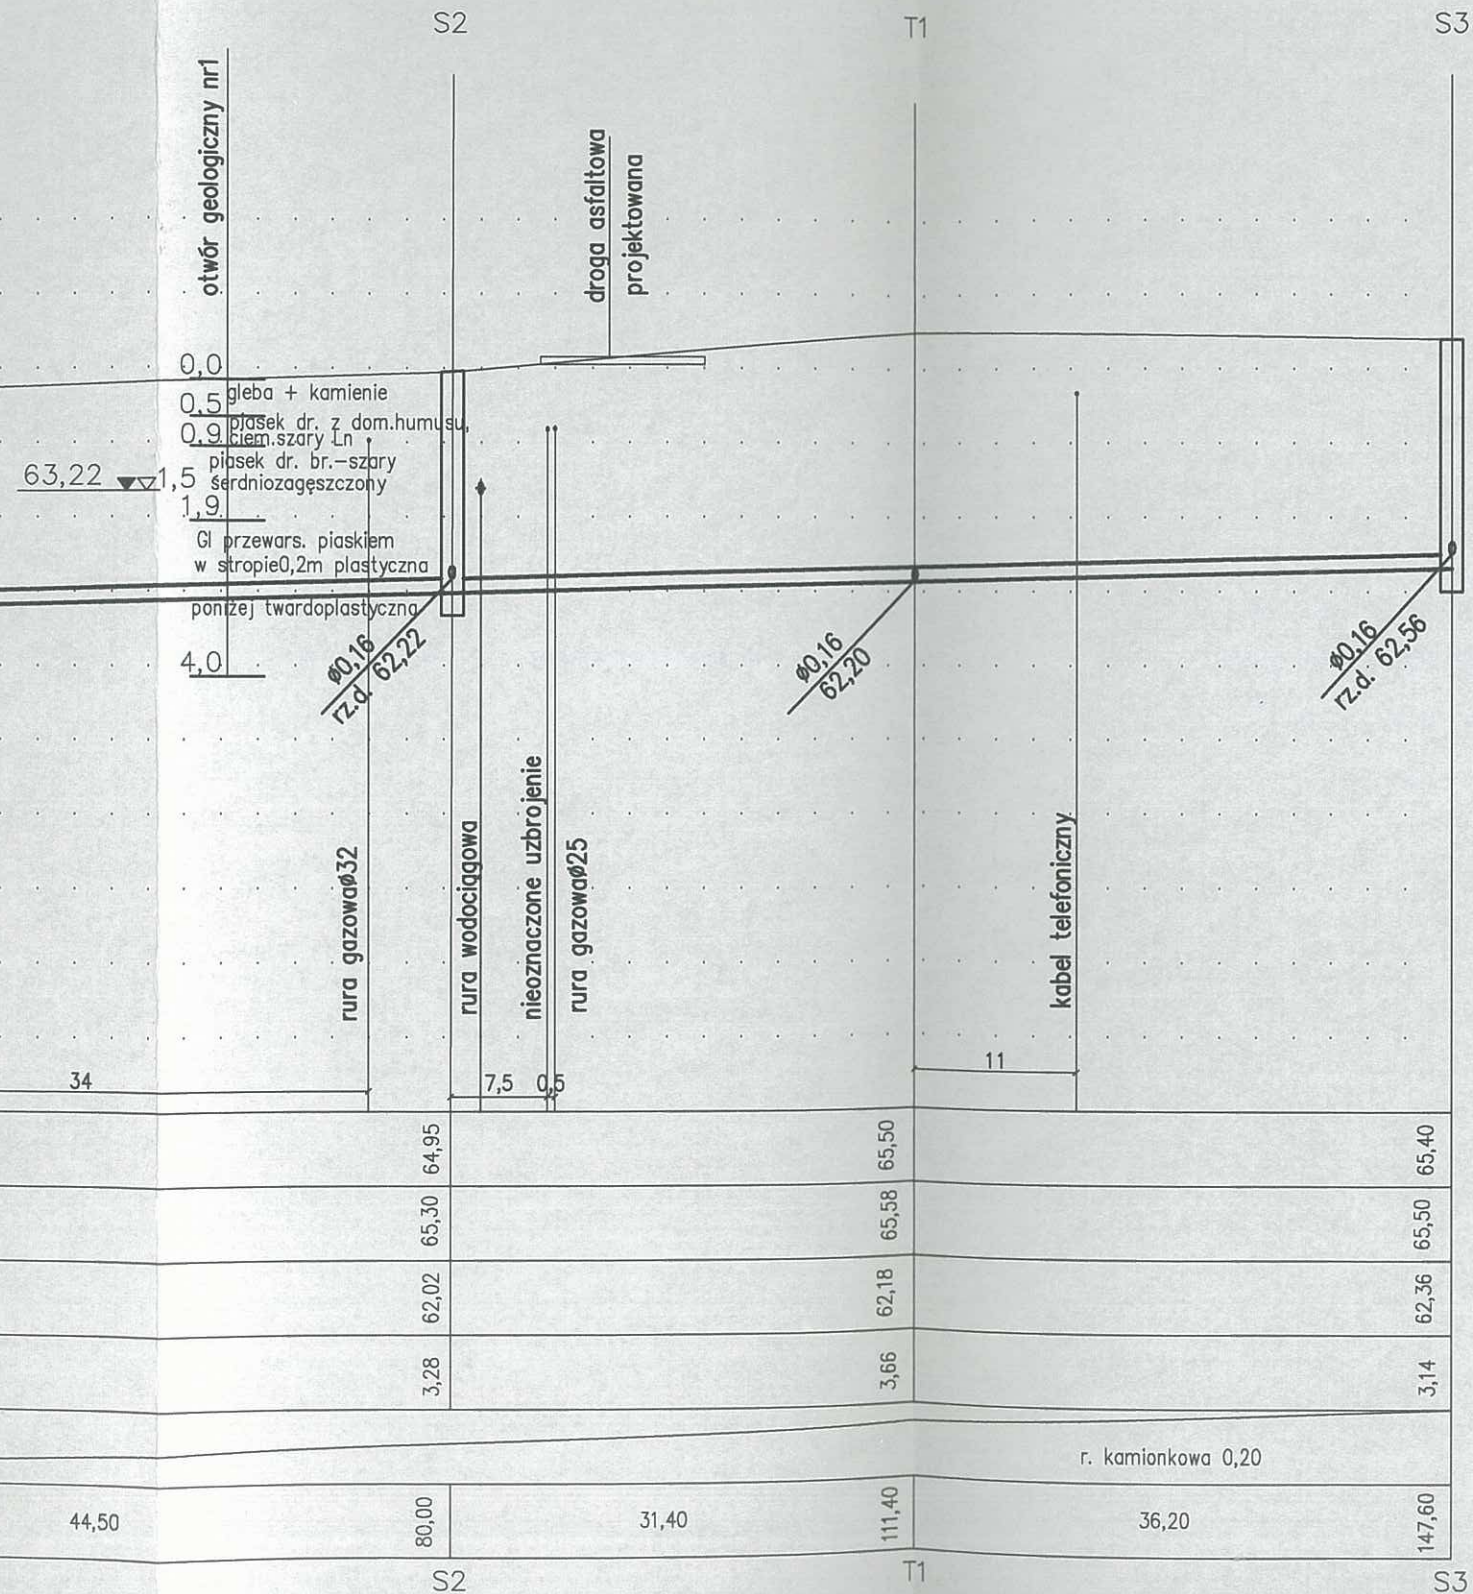 S2
T1
S3
otwór geologiczny nr1
droga asfaltowa
projektowana
0,0
gleba + kamienie
0,5
piasek dr. z dom.humusu,
0,9
ciem.szary Ln
piasek dr. br.-szary
63,22
1,5
śerdniozagęszczony
1,9
Gl przewars. piaskiem
w stropie0,2m plastyczna
poniżej twardoplastyczna
4,0
ø0,16
rz.d. 62,22
ø0,16
62,20
ø0,16
rz.d. 62,56
rura gazowaø32
rura wodociągowa
nieoznaczone uzbrojenie
rura gazowaø25
kabel telefoniczny
34
7,5
0,5
11
64,95
65,50
65,40
65,30
65,58
65,50
62,02
62,18
62,36
3,28
3,66
3,14
r. kamionkowa 0,20
44,50
80,00
31,40
111,40
36,20
147,60
S2
T1
S3